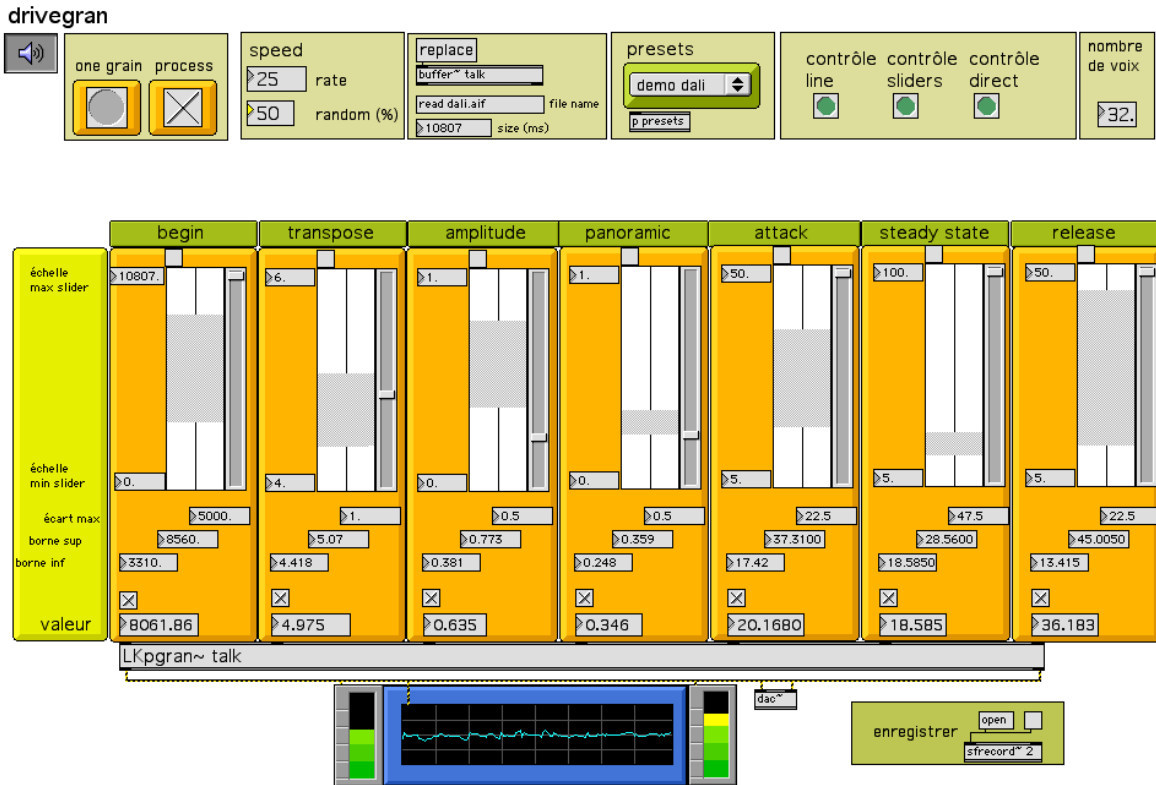 drivegran
one grain process
speed
25 rate
50 random (%)
replace
buffer~ talk
read dali.aif file name
10807 size (ms)
presets
demo dali
p presets
contrôle line
contrôle sliders
contrôle direct
nombre de voix
32.
begin transpose amplitude panoramic attack steady state release
échelle max slider
10807. 6. 1. 1. 50. 100. 50.
échelle min slider
0. 4. 0. 0. 5. 5. 5.
écart max 5000. 1. 0.5 0.5 22.5 47.5 22.5
borne sup 8560. 5.07 0.773 0.359 37.3100 28.5600 45.0050
borne inf 3310. 4.418 0.381 0.248 17.42 18.5850 13.415
valeur 8061.86 4.975 0.635 0.346 20.1680 18.585 36.183
LKpgran~ talk
dac~
enregistrer
open
sfrecord~ 2